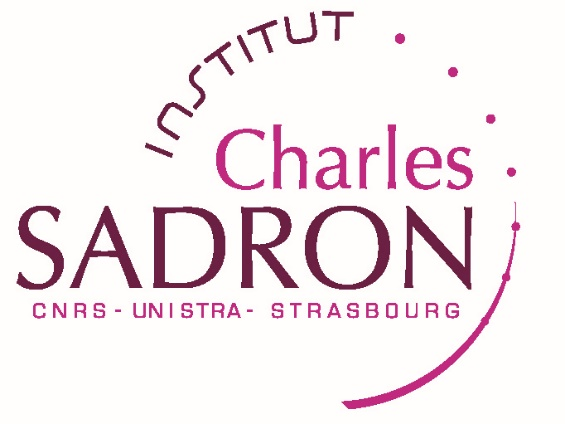 INSTITUT
Charles
SADRON
CNRS - UNISTRA - STRASBOURG